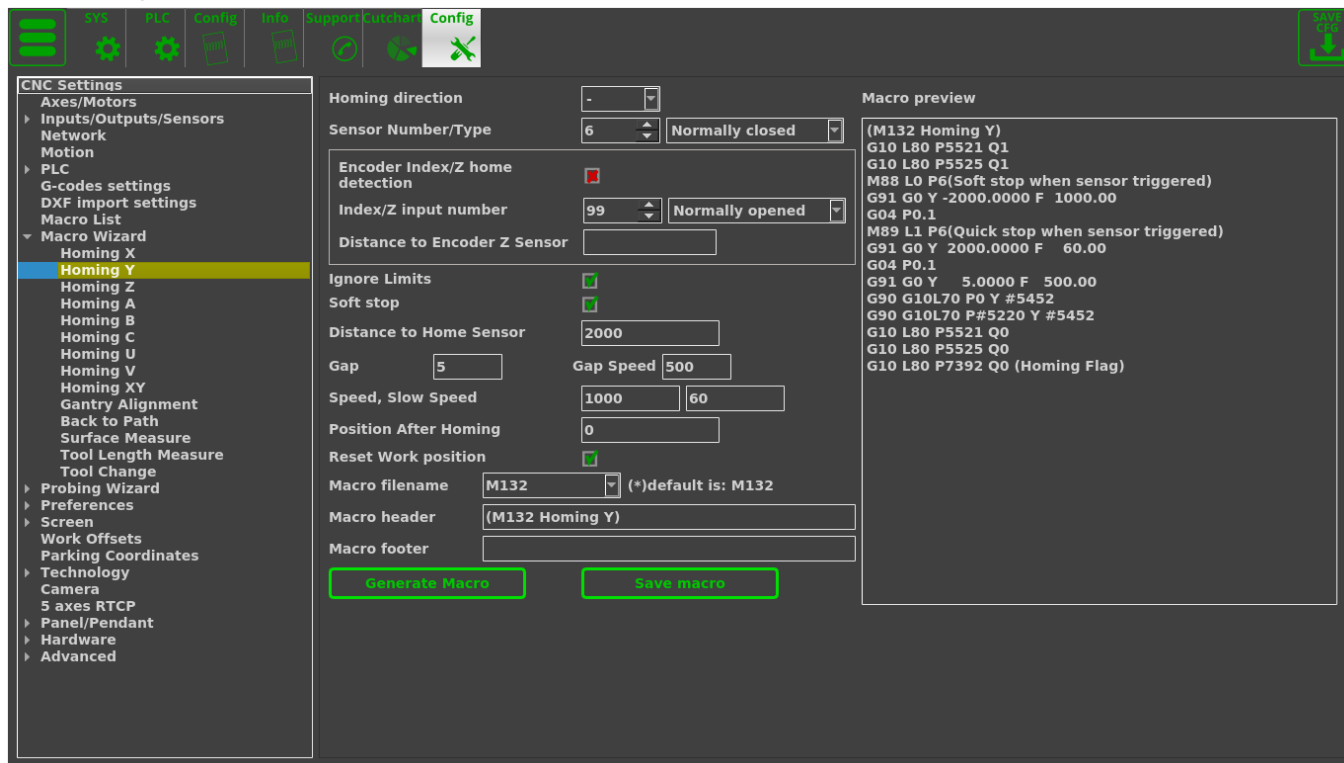 SYS PLC Config Info Support Cutchart Config
SAVE
CFG
CNC Settings
Axes/Motors
Inputs/Outputs/Sensors
Network
Motion
PLC
G-codes settings
DXF import settings
Macro List
Macro Wizard
Homing X
Homing Y
Homing Z
Homing A
Homing B
Homing C
Homing U
Homing V
Homing XY
Gantry Alignment
Back to Path
Surface Measure
Tool Length Measure
Tool Change
Probing Wizard
Preferences
Screen
Work Offsets
Parking Coordinates
Technology
Camera
5 axes RTCP
Panel/Pendant
Hardware
Advanced
Homing direction -
Sensor Number/Type 6 Normally closed
Encoder Index/Z home
detection
Index/Z input number 99 Normally opened
Distance to Encoder Z Sensor
Ignore Limits
Soft stop
Distance to Home Sensor 2000
Gap 5 Gap Speed 500
Speed, Slow Speed 1000 60
Position After Homing 0
Reset Work position
Macro filename M132 (*)default is: M132
Macro header (M132 Homing Y)
Macro footer
Generate Macro Save macro
Macro preview
(M132 Homing Y)
G10 L80 P5521 Q1
G10 L80 P5525 Q1
M88 L0 P6(Soft stop when sensor triggered)
G91 G0 Y -2000.0000 F 1000.00
G04 P0.1
M89 L1 P6(Quick stop when sensor triggered)
G91 G0 Y 2000.0000 F 60.00
G04 P0.1
G91 G0 Y 5.0000 F 500.00
G90 G10L70 P0 Y #5452
G90 G10L70 P#5220 Y #5452
G10 L80 P5521 Q0
G10 L80 P5525 Q0
G10 L80 P7392 Q0 (Homing Flag)